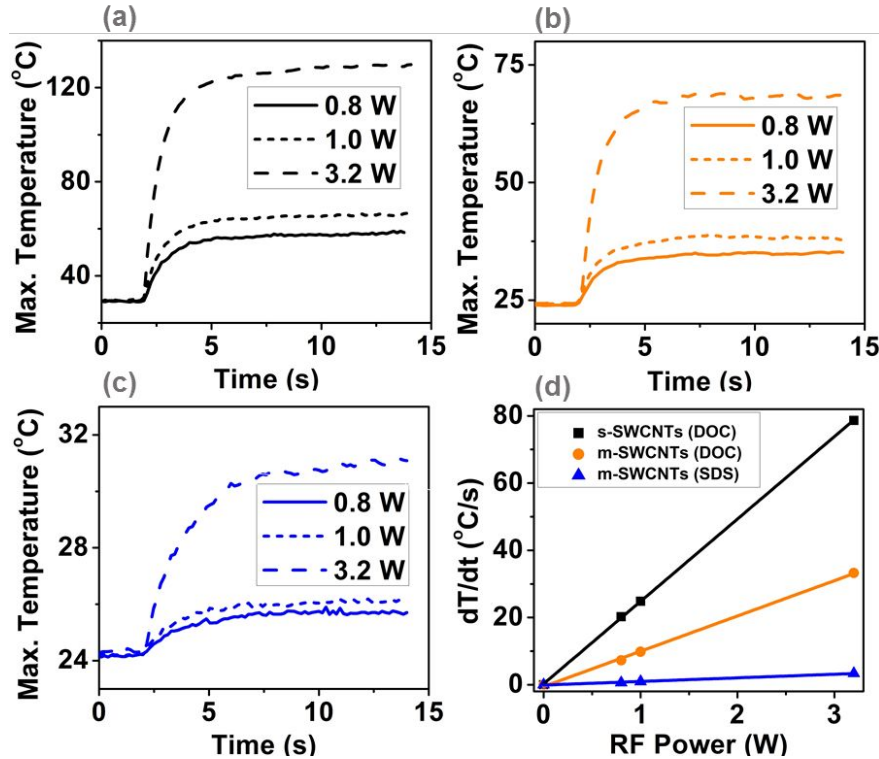 (a)
Max. Temperature (°C)
120
80
40
0.8 W
1.0 W
3.2 W
0 5 10 15
Time (s)
(b)
Max. Temperature (°C)
75
50
25
0.8 W
1.0 W
3.2 W
0 5 10 15
Time (s)
(c)
Max. Temperature (°C)
32
28
24
0.8 W
1.0 W
3.2 W
0 5 10 15
Time (s)
(d)
dT/dt (°C/s)
80
60
40
20
0
s-SWCNTs (DOC)
m-SWCNTs (DOC)
m-SWCNTs (SDS)
0 1 2 3
RF Power (W)